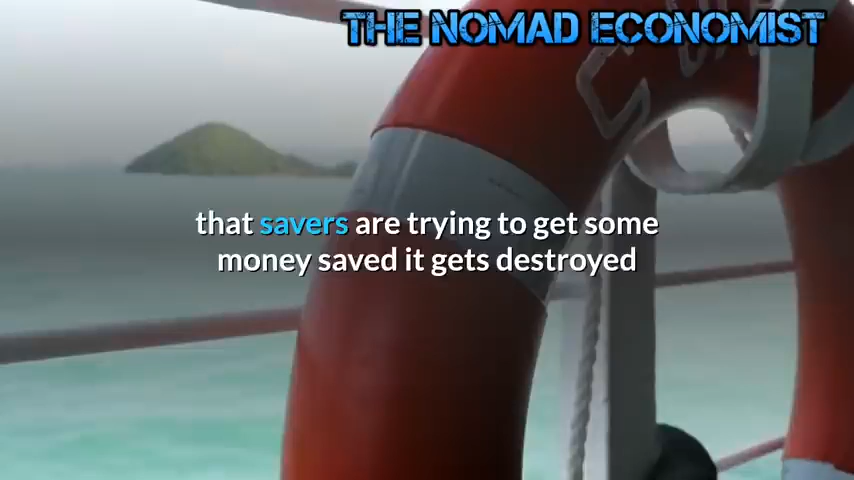 THE NOMAD ECONOMIST
that savers are trying to get some
money saved it gets destroyed